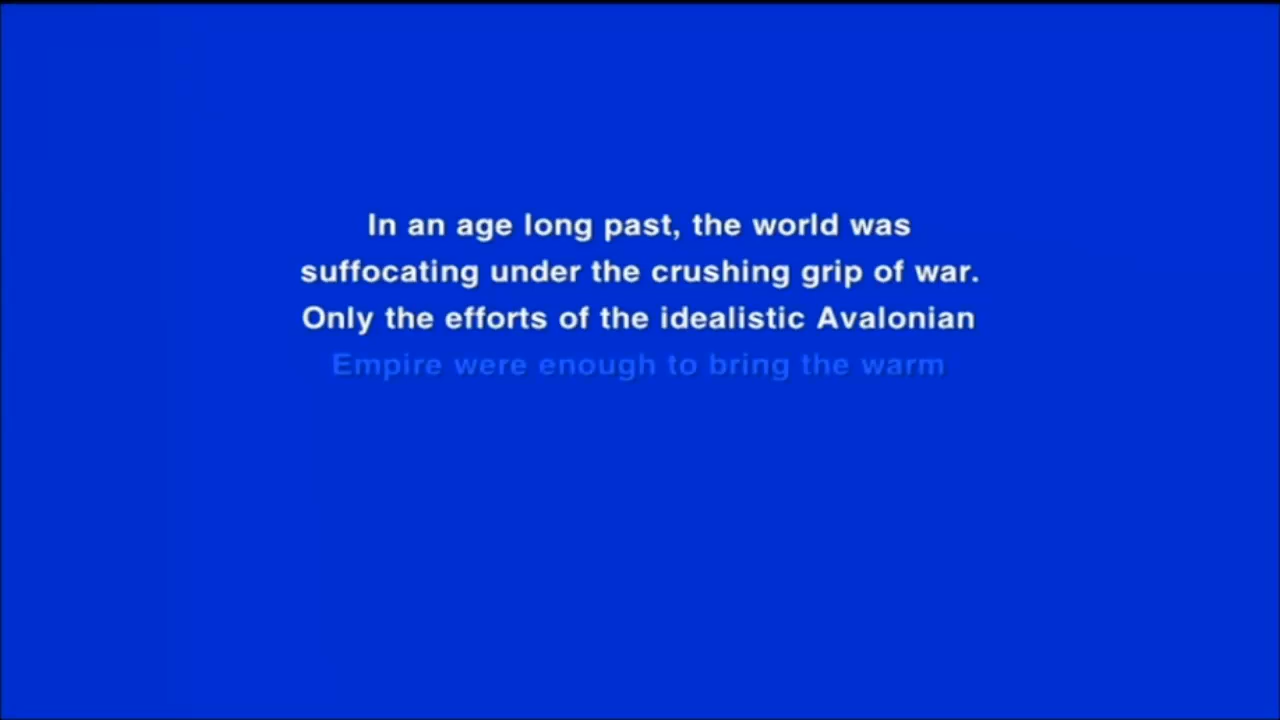 In an age long past, the world was
suffocating under the crushing grip of war.
Only the efforts of the idealistic Avalonian
Empire were enough to bring the warm